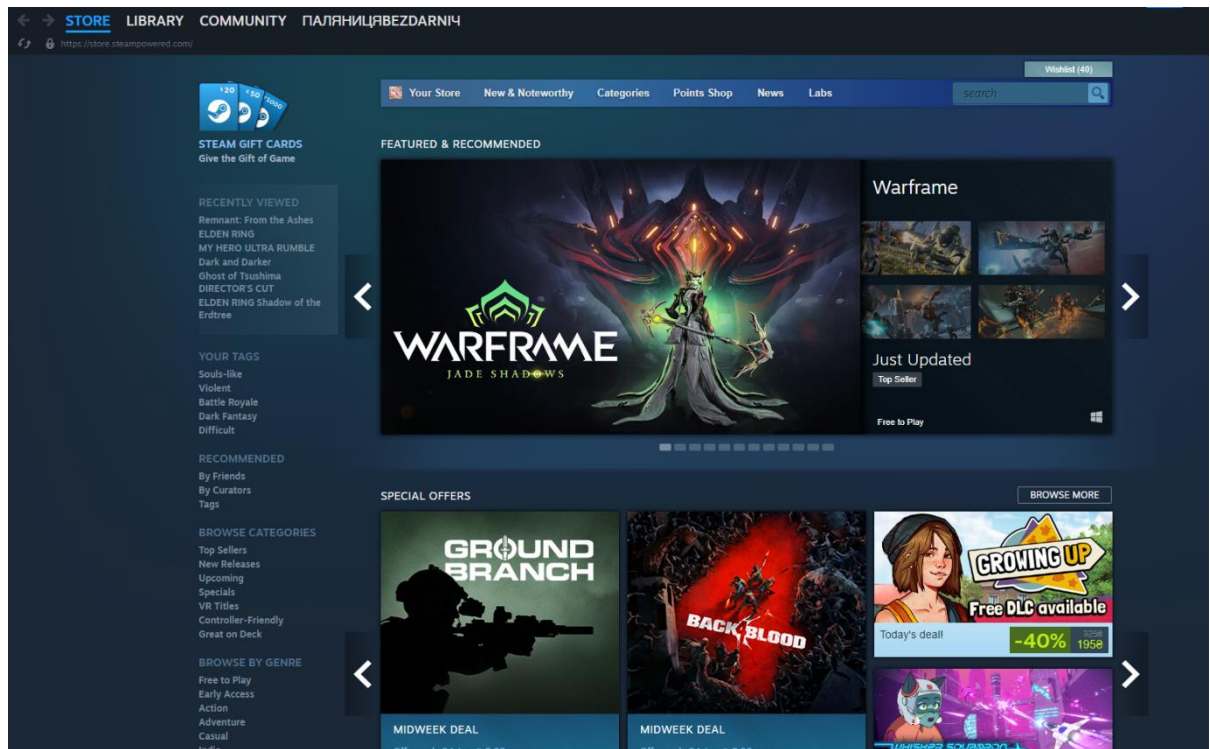 STORE LIBRARY COMMUNITY ПАЛЯНИЦЯBEZDARNIЧ
https://store.steampowered.com/
Wishlist (40)
Your Store New & Noteworthy Categories Points Shop News Labs search
STEAM GIFT CARDS
Give the Gift of Game
RECENTLY VIEWED
Remnant: From the Ashes
ELDEN RING
MY HERO ULTRA RUMBLE
Dark and Darker
Ghost of Tsushima
DIRECTOR'S CUT
ELDEN RING Shadow of the
Erdtree
YOUR TAGS
Souls-like
Violent
Battle Royale
Dark Fantasy
Difficult
RECOMMENDED
By Friends
By Curators
Tags
BROWSE CATEGORIES
Top Sellers
New Releases
Upcoming
Specials
VR Titles
Controller-Friendly
Great on Deck
BROWSE BY GENRE
Free to Play
Early Access
Action
Adventure
Casual
FEATURED & RECOMMENDED
WARFRAME
JADE SHADOWS
Warframe
Just Updated
Top Seller
Free to Play
SPECIAL OFFERS
BROWSE MORE
GROUND
BRANCH
MIDWEEK DEAL
4
BACK BLOOD
MIDWEEK DEAL
GROWING UP
Free DLC available
Today's deal!
-40%
325₴
195₴
WHISKER SQUADRON